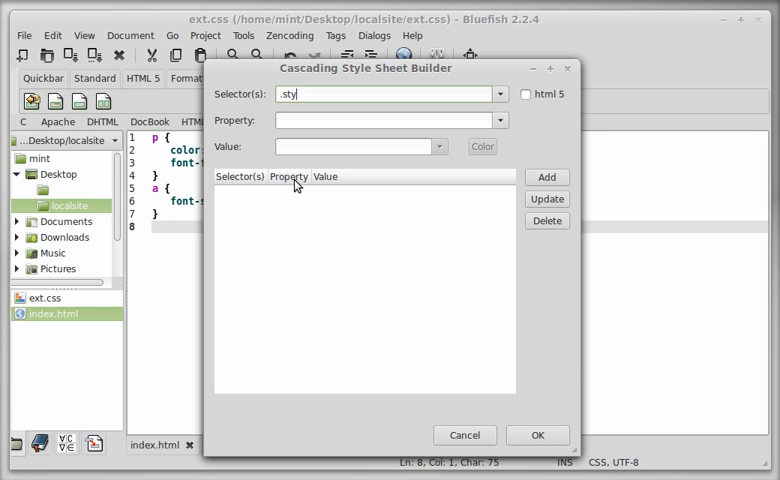 ext.css (/home/mint/Desktop/localsite/ext.css) - Bluefish 2.2.4
File Edit View Document Go Project Tools Zencoding Tags Dialogs Help
Quickbar Standard HTML 5 Format
C Apache DHTML DocBook HTM
...Desktop/localsite
mint
Desktop
localsite
Documents
Downloads
Music
Pictures
ext.css
index.html
1 p {
2 color:
3 font-f
4 }
5 a {
6 font-s
7 }
8
index.html
Cascading Style Sheet Builder
Selector(s): .sty html 5
Property:
Value: Color
Selector(s) Property Value
Add
Update
Delete
Cancel OK
Ln: 8, Col: 1, Char: 75 INS CSS, UTF-8